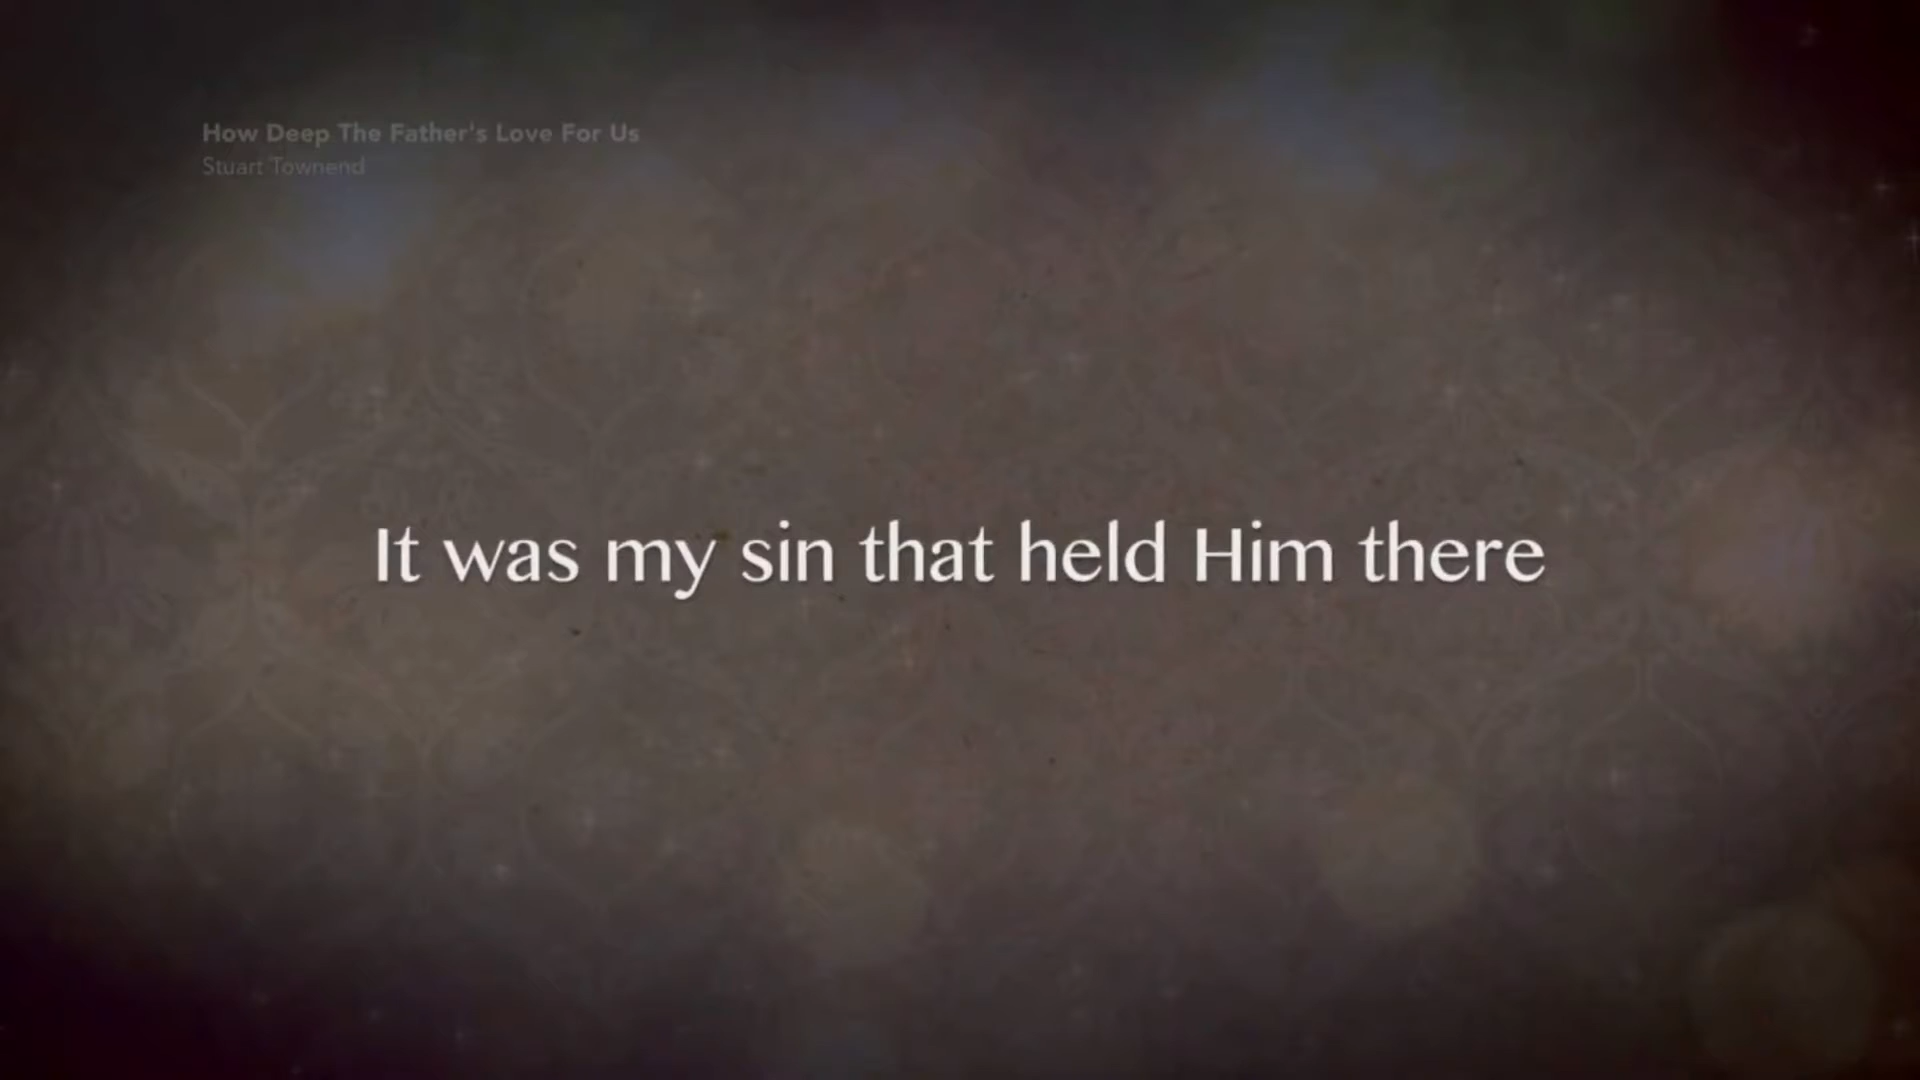 How Deep The Father's Love For Us
Stuart Townend
It was my sin that held Him there